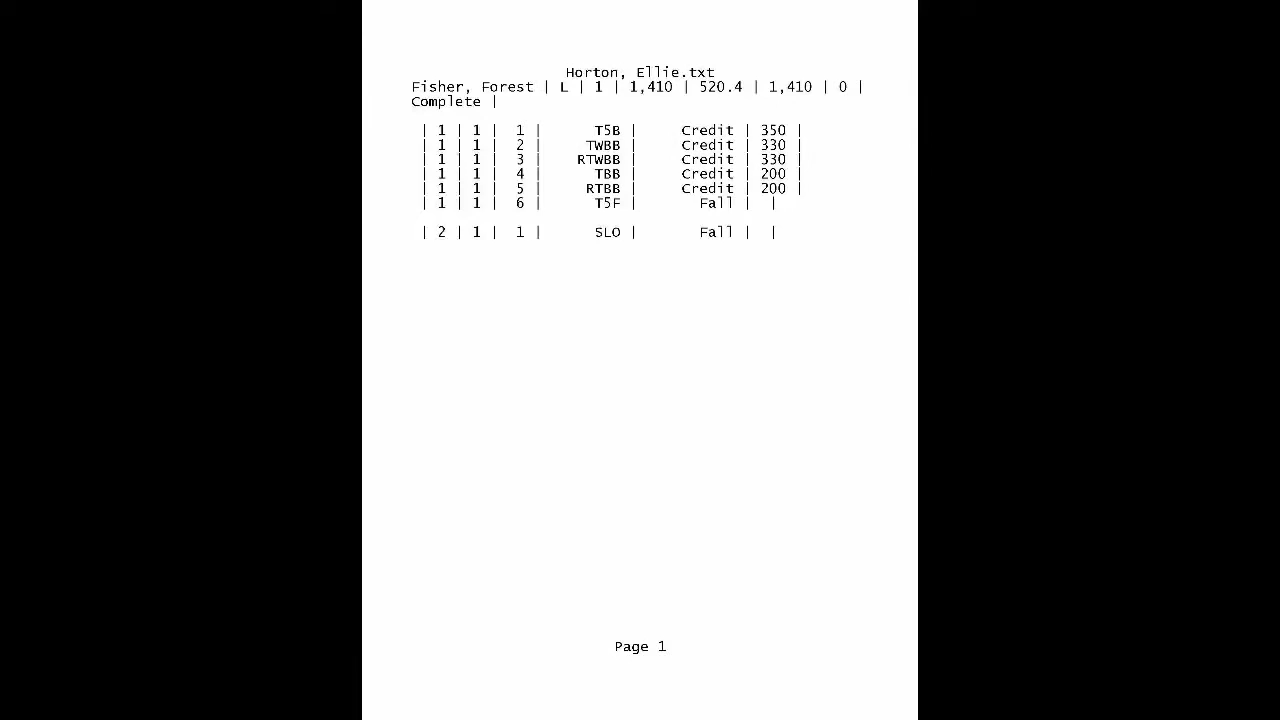 Horton, Ellie.txt
Fisher, Forest | L | 1 | 1,410 | 520.4 | 1,410 | 0 |
Complete |
| 1 | 1 | 1 | T5B | Credit | 350 |
| 1 | 1 | 2 | TWBB | Credit | 330 |
| 1 | 1 | 3 | RTWBB | Credit | 330 |
| 1 | 1 | 4 | TBB | Credit | 200 |
| 1 | 1 | 5 | RTBB | Credit | 200 |
| 1 | 1 | 6 | T5F | Fall | |
| 2 | 1 | 1 | SLO | Fall | |
Page 1